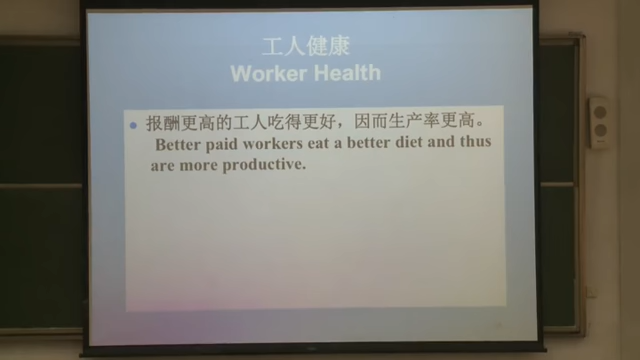 工人健康
Worker Health
报酬更高的工人吃得更好，因而生产率更高。
Better paid workers eat a better diet and thus
are more productive.